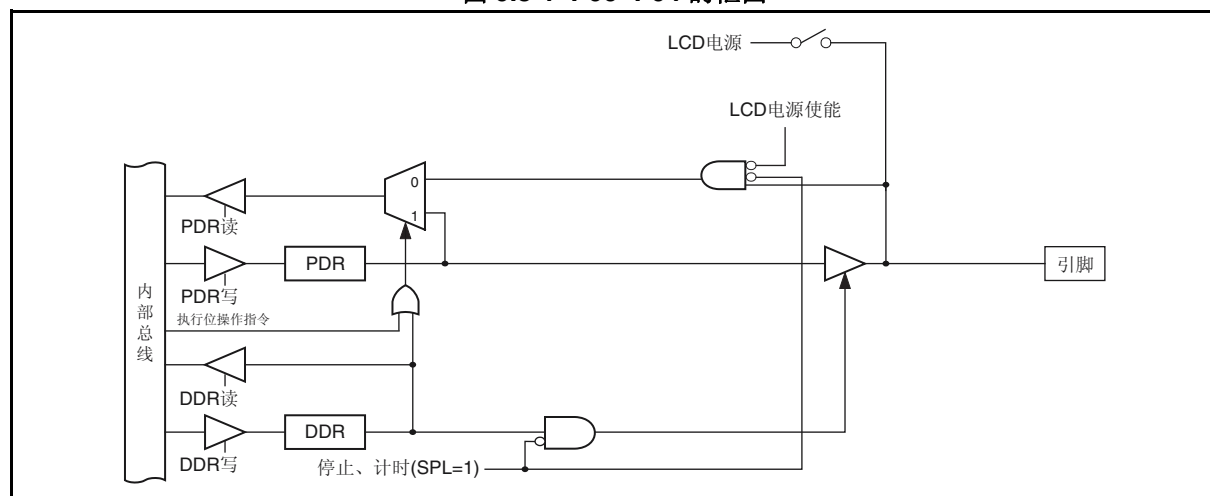 LCD电源
LCD电源使能
0
1
PDR读
PDR
引脚
PDR写
执行位操作指令
内部总线
DDR读
DDR
DDR写
停止、计时(SPL=1)